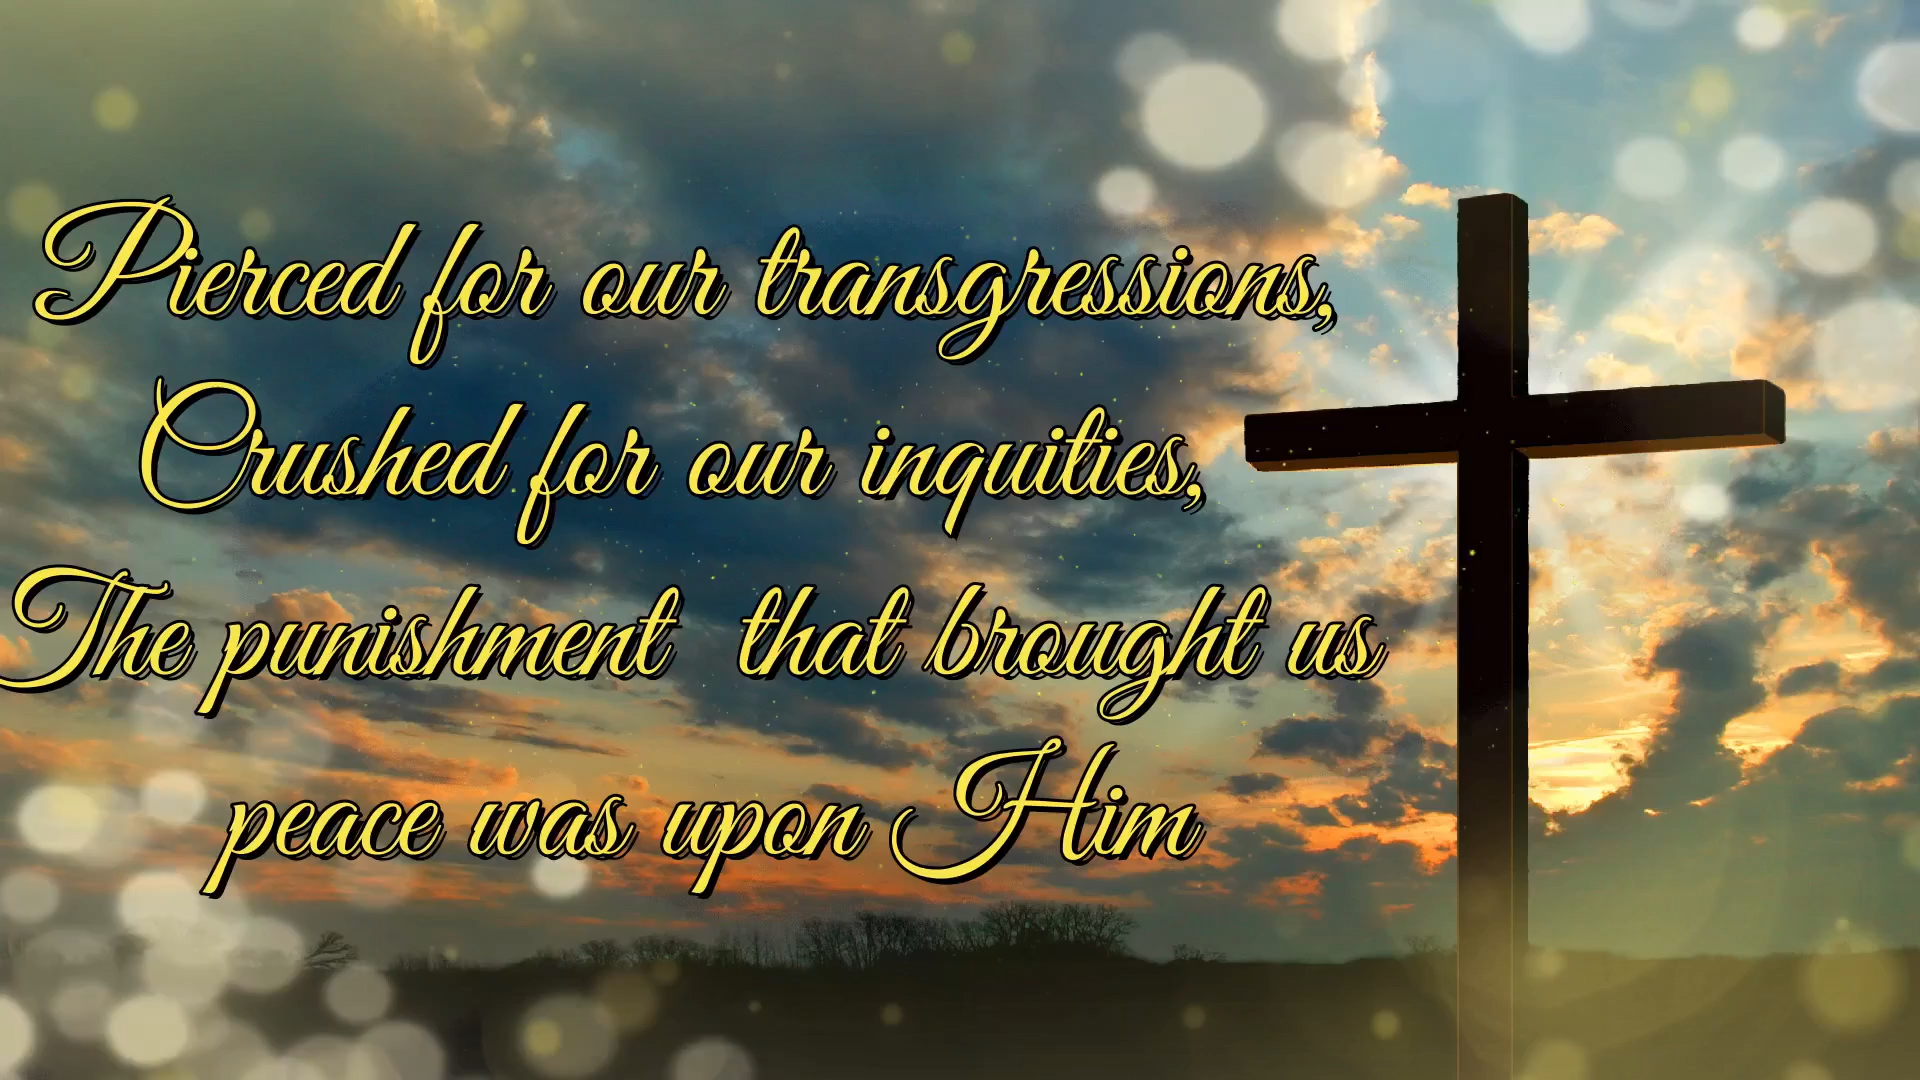 Pierced for our transgressions,
Crushed for our inquities,
The punishment that brought us
peace was upon Him